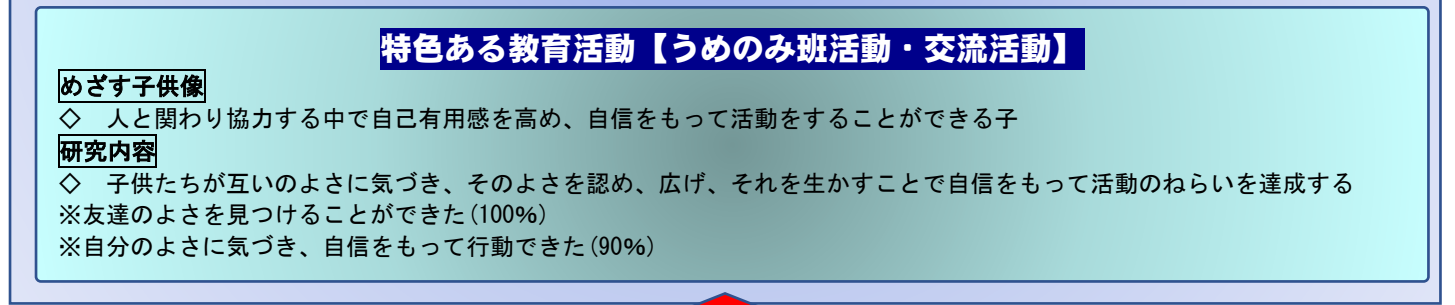 特色ある教育活動【うめのみ班活動・交流活動】
めざす子供像
◇　人と関わり協力する中で自己有用感を高め、自信をもって活動をすることができる子
研究内容
◇　子供たちが互いのよさに気づき、そのよさを認め、広げ、それを生かすことで自信をもって活動のねらいを達成する
※友達のよさを見つけることができた(100%)
※自分のよさに気づき、自信をもって行動できた(90%)